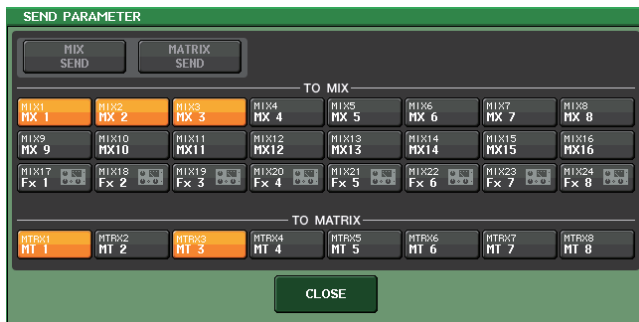 SEND PARAMETER
MIX SEND MATRIX SEND
TO MIX
MIX1 MIX2 MIX3 MIX4 MIX5 MIX6 MIX7 MIX8
MX 1 MX 2 MX 3 MX 4 MX 5 MX 6 MX 7 MX 8
MIX9 MIX10 MIX11 MIX12 MIX13 MIX14 MIX15 MIX16
MX 9 MX10 MX11 MX12 MX13 MX14 MX15 MX16
MIX17 MIX18 MIX19 MIX20 MIX21 MIX22 MIX23 MIX24
Fx 1 Fx 2 Fx 3 Fx 4 Fx 5 Fx 6 Fx 7 Fx 8
TO MATRIX
MTRX1 MTRX2 MTRX3 MTRX4 MTRX5 MTRX6 MTRX7 MTRX8
MT 1 MT 2 MT 3 MT 4 MT 5 MT 6 MT 7 MT 8
CLOSE